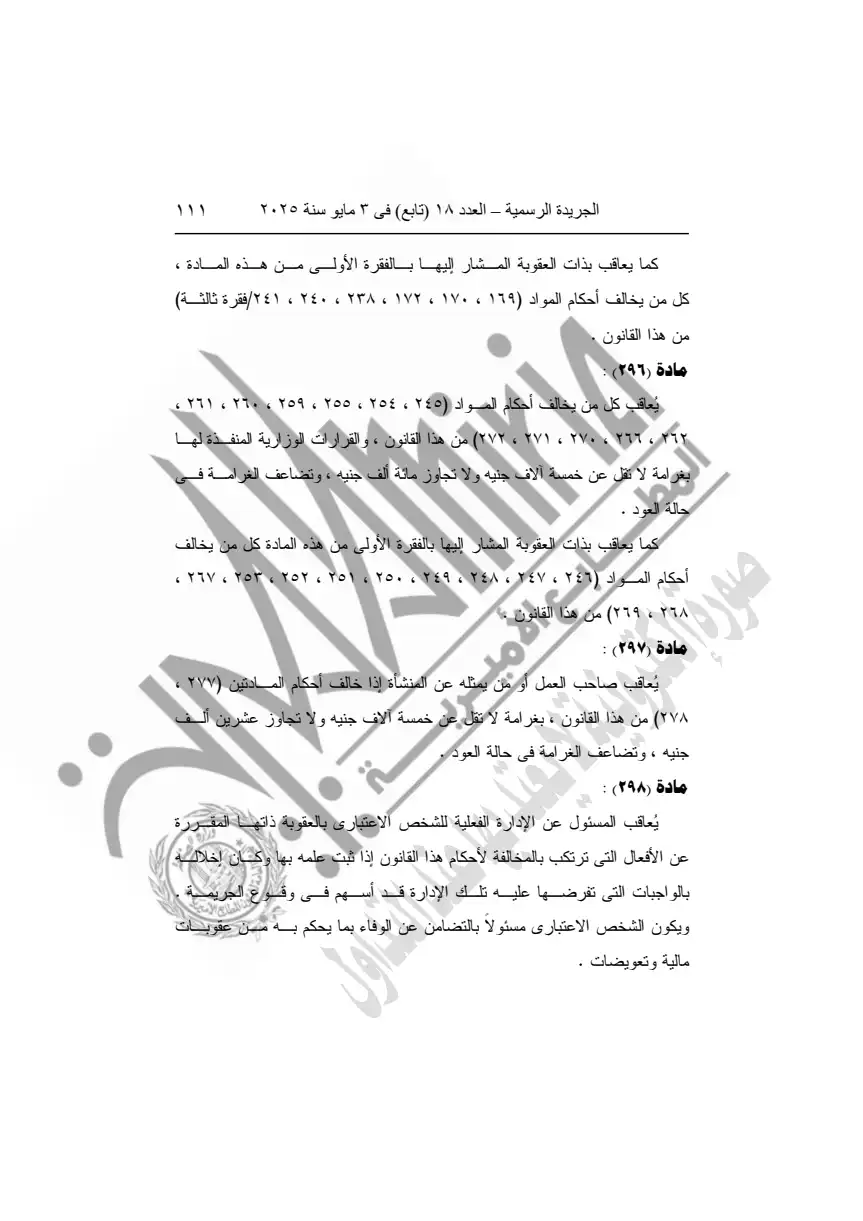 الجريدة الرسمية – العدد ١٨ (تابع) فى ٣ مايو سنة ٢٠٢٥ ١١١
كما يعاقب بذات العقوبة المشار إليها بالفقرة الأولى من هذه المادة ،
كل من يخالف أحكام المواد (١٦٩ ، ١٧٠ ، ١٧٢ ، ٢٣٨ ، ٢٤٠ ، ٢٤١/فقرة ثالثة)
من هذا القانون .
مادة (٢٩٦) :
يُعاقب كل من يخالف أحكام المواد (٢٤٥ ، ٢٥٤ ، ٢٥٥ ، ٢٥٩ ، ٢٦٠ ، ٢٦١ ،
٢٦٢ ، ٢٦٦ ، ٢٧٠ ، ٢٧١ ، ٢٧٢) من هذا القانون ، والقرارات الوزارية المنفذة لها
بغرامة لا تقل عن خمسة آلاف جنيه ولا تجاوز مائة ألف جنيه ، وتضاعف الغرامة فى
حالة العود .
كما يعاقب بذات العقوبة المشار إليها بالفقرة الأولى من هذه المادة كل من يخالف
أحكام المواد (٢٤٦ ، ٢٤٧ ، ٢٤٨ ، ٢٤٩ ، ٢٥٠ ، ٢٥١ ، ٢٥٢ ، ٢٥٣ ، ٢٦٧ ،
٢٦٨ ، ٢٦٩) من هذا القانون .
مادة (٢٩٧) :
يُعاقب صاحب العمل أو من يمثله عن المنشأة إذا خالف أحكام المادتين (٢٧٧ ،
٢٧٨) من هذا القانون ، بغرامة لا تقل عن خمسة آلاف جنيه ولا تجاوز عشرين ألف
جنيه ، وتضاعف الغرامة فى حالة العود .
مادة (٢٩٨) :
يُعاقب المسئول عن الإدارة الفعلية للشخص الاعتبارى بالعقوبة ذاتها المقررة
عن الأفعال التى ترتكب بالمخالفة لأحكام هذا القانون إذا ثبت علمه بها وكان إخلاله
بالواجبات التى تفرضها عليه تلك الإدارة قد أسهم فى وقوع الجريمة .
ويكون الشخص الاعتبارى مسئولاً بالتضامن عن الوفاء بما يحكم به من عقوبات
مالية وتعويضات .
المطابع الأميرية
صورة إلكترونية لا يعتد بها عند التداول